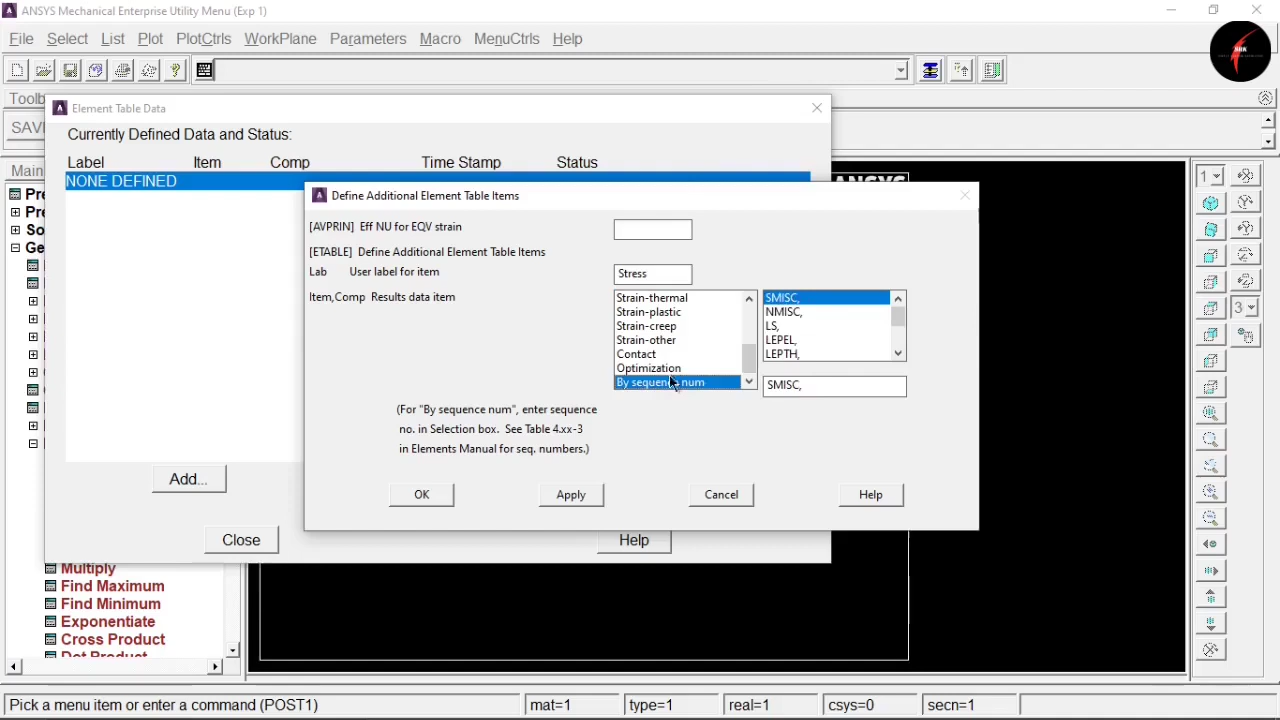 ANSYS Mechanical Enterprise Utility Menu (Exp 1)
File Select List Plot PlotCtrls WorkPlane Parameters Macro MenuCtrls Help
Element Table Data
Currently Defined Data and Status:
Label Item Comp Time Stamp Status
NONE DEFINED
Define Additional Element Table Items
[AVPRIN] Eff NU for EQV strain
[ETABLE] Define Additional Element Table Items
Lab User label for item Stress
Item,Comp Results data item
Strain-thermal
Strain-plastic
Strain-creep
Strain-other
Contact
Optimization
By sequence num
SMISC,
NMISC,
LS,
LEPEL,
LEPTH,
SMISC,
(For "By sequence num", enter sequence
no. in Selection box. See Table 4.xx-3
in Elements Manual for seq. numbers.)
OK Apply Cancel Help
Add...
Close Help
Multiply
Find Maximum
Find Minimum
Exponentiate
Cross Product
Dot Product
1
3
Pick a menu item or enter a command (POST1) mat=1 type=1 real=1 csys=0 secn=1